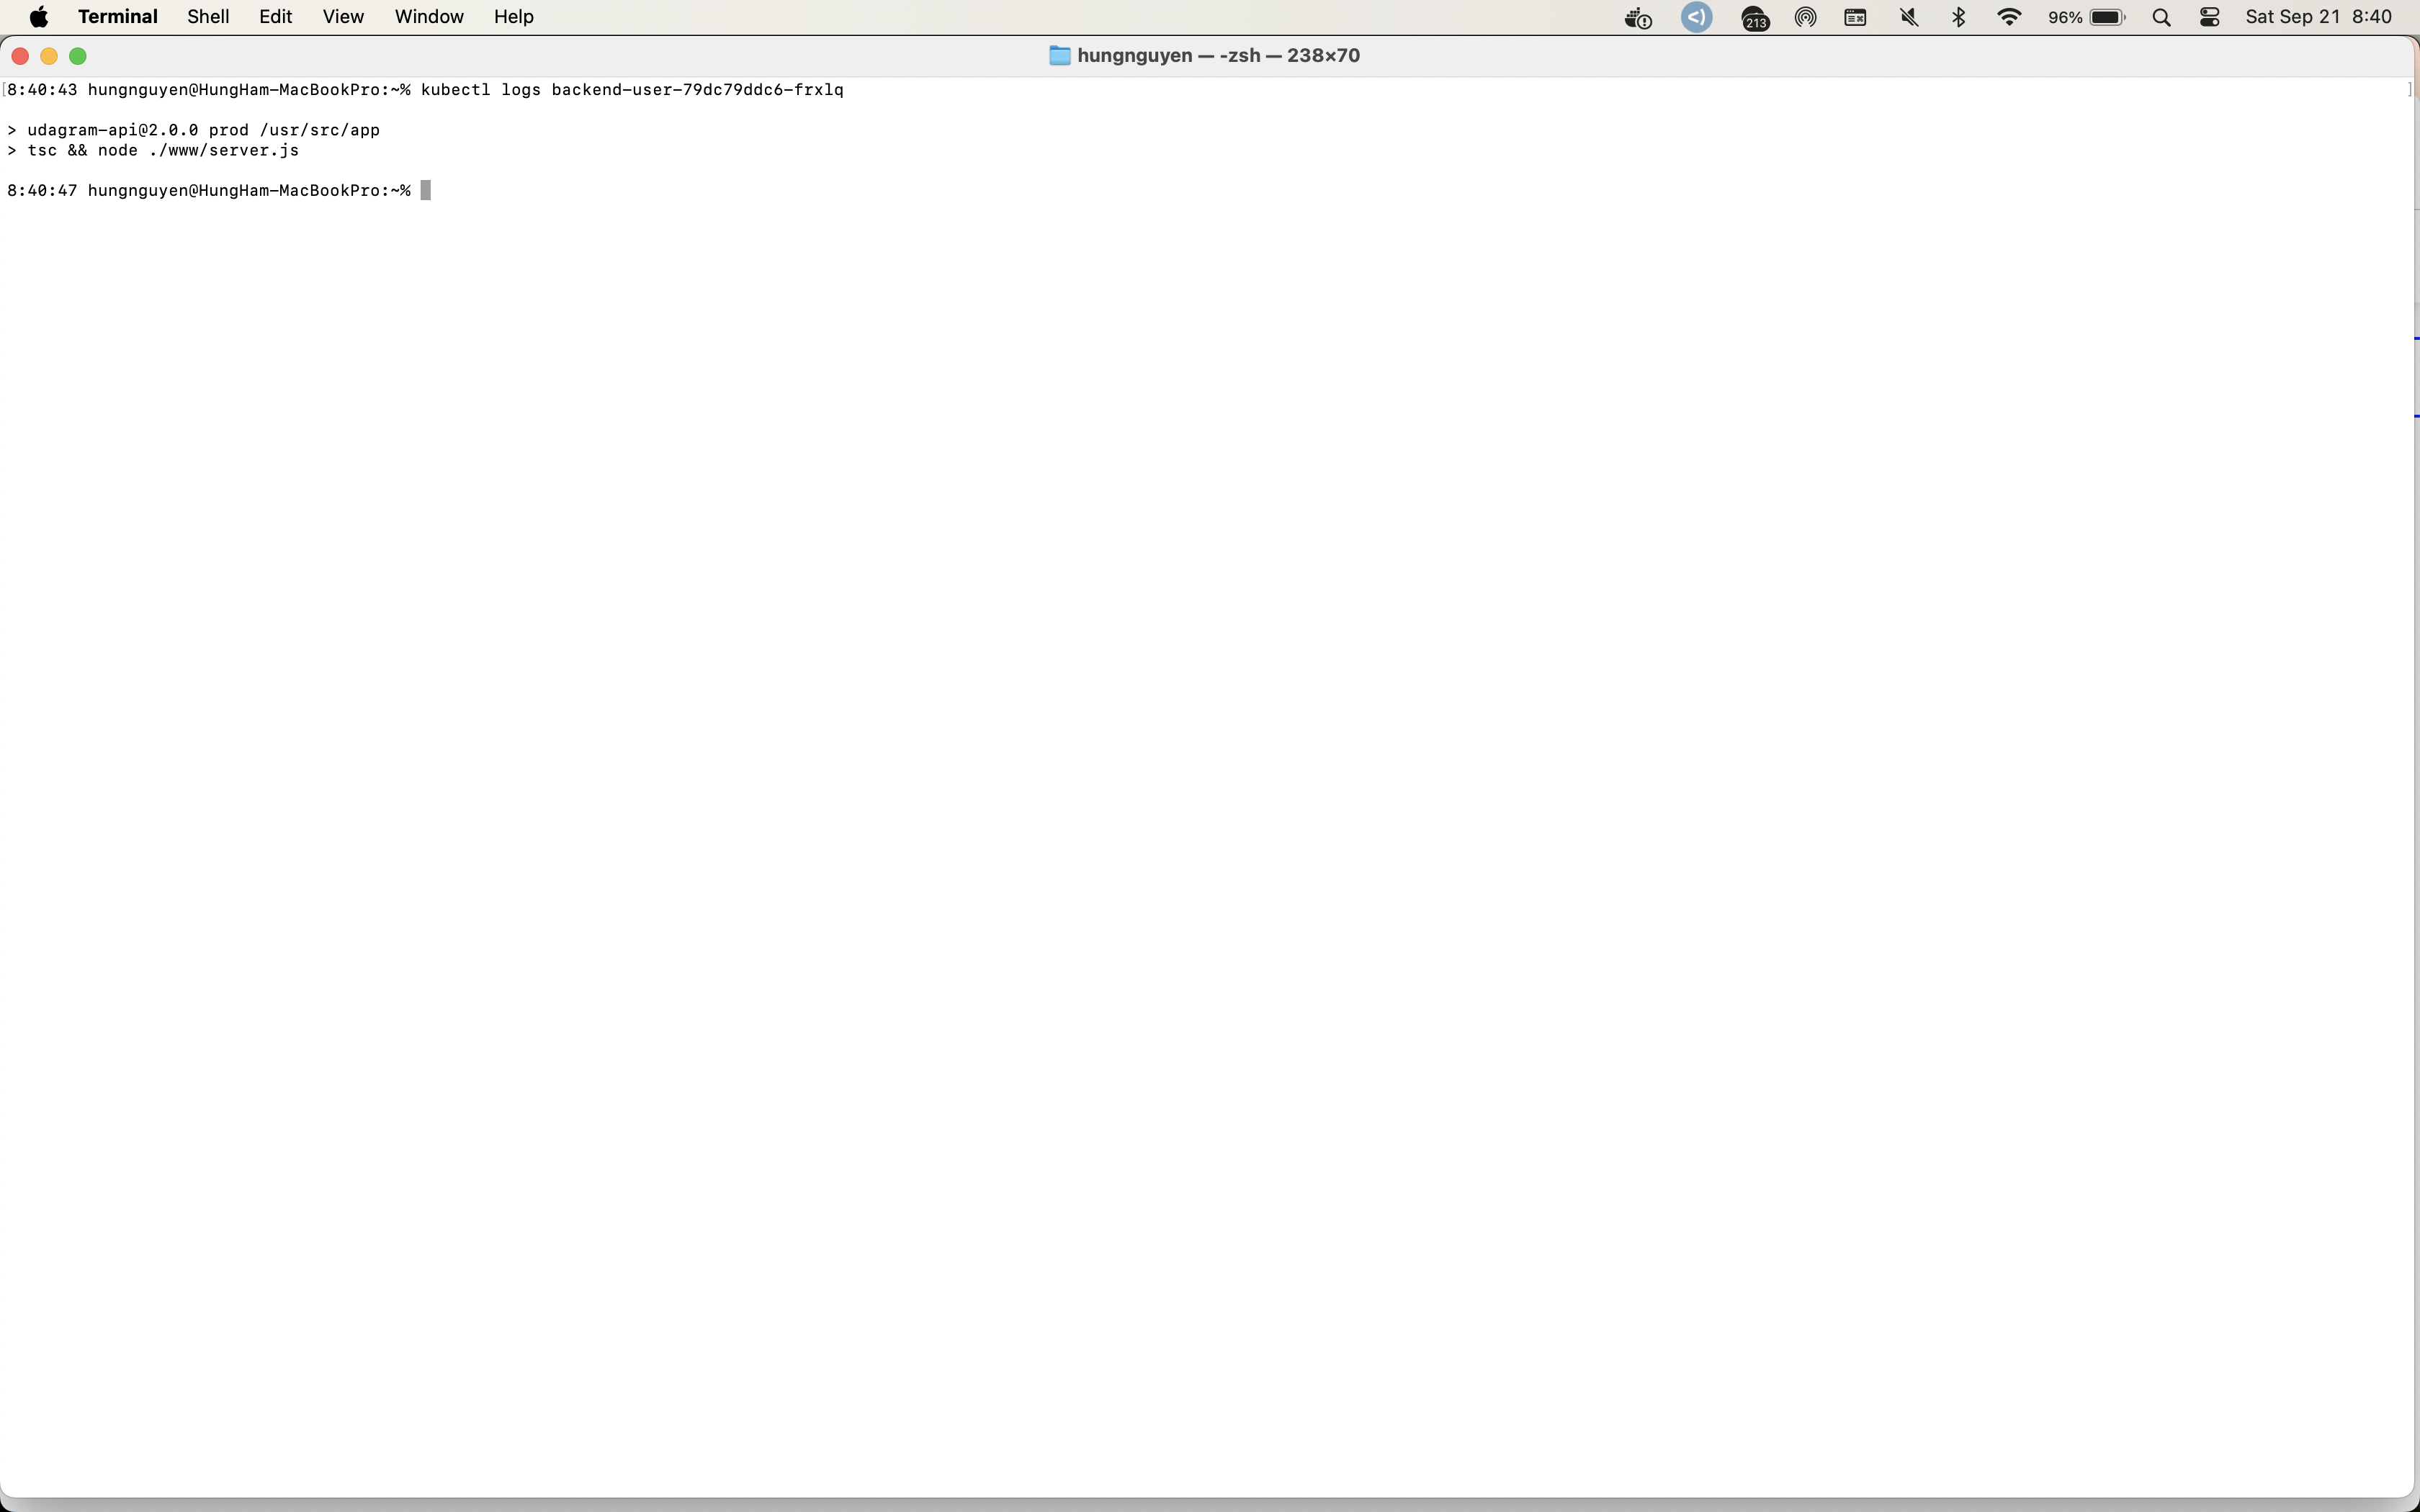 Terminal Shell Edit View Window Help 213 96% Sat Sep 21 8:40
hungnguyen — -zsh — 238×70
[8:40:43 hungnguyen@HungHam-MacBookPro:~% kubectl logs backend-user-79dc79ddc6-frxlq ]
> udagram-api@2.0.0 prod /usr/src/app
> tsc && node ./www/server.js
8:40:47 hungnguyen@HungHam-MacBookPro:~%